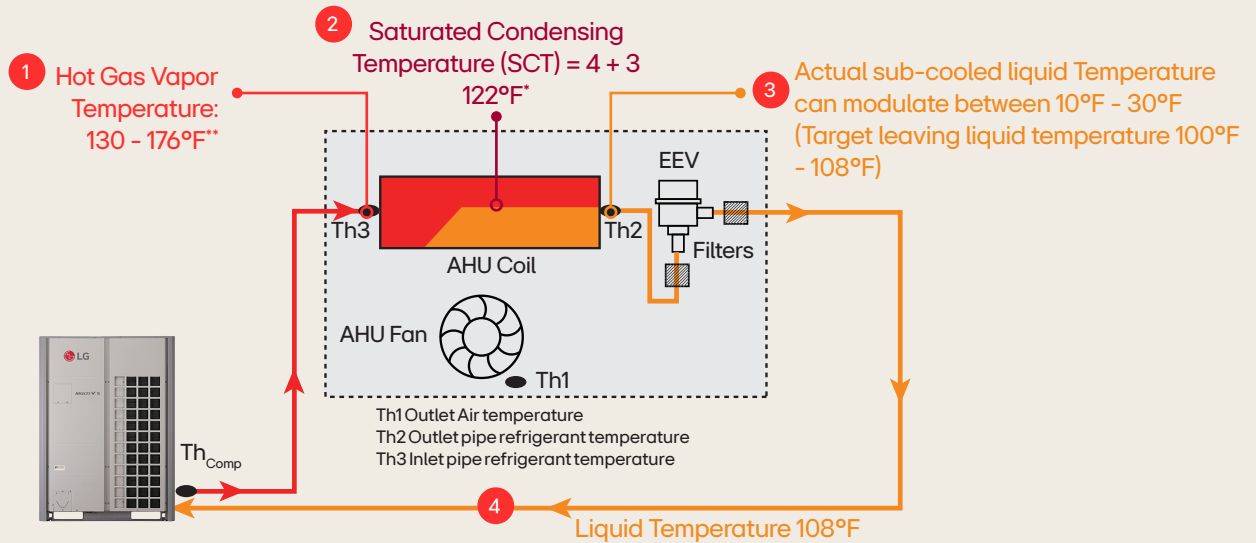 2
Saturated Condensing
Temperature (SCT) = 4 + 3
122°F*
1
Hot Gas Vapor
Temperature:
130 - 176°F**
3
Actual sub-cooled liquid Temperature
can modulate between 10°F - 30°F
(Target leaving liquid temperature 100°F
- 108°F)
EEV
Th3
Th2
Filters
AHU Coil
AHU Fan
Th1
LG
MULTI V 5
Th1 Outlet Air temperature
Th2 Outlet pipe refrigerant temperature
Th3 Inlet pipe refrigerant temperature
ThComp
4
Liquid Temperature 108°F